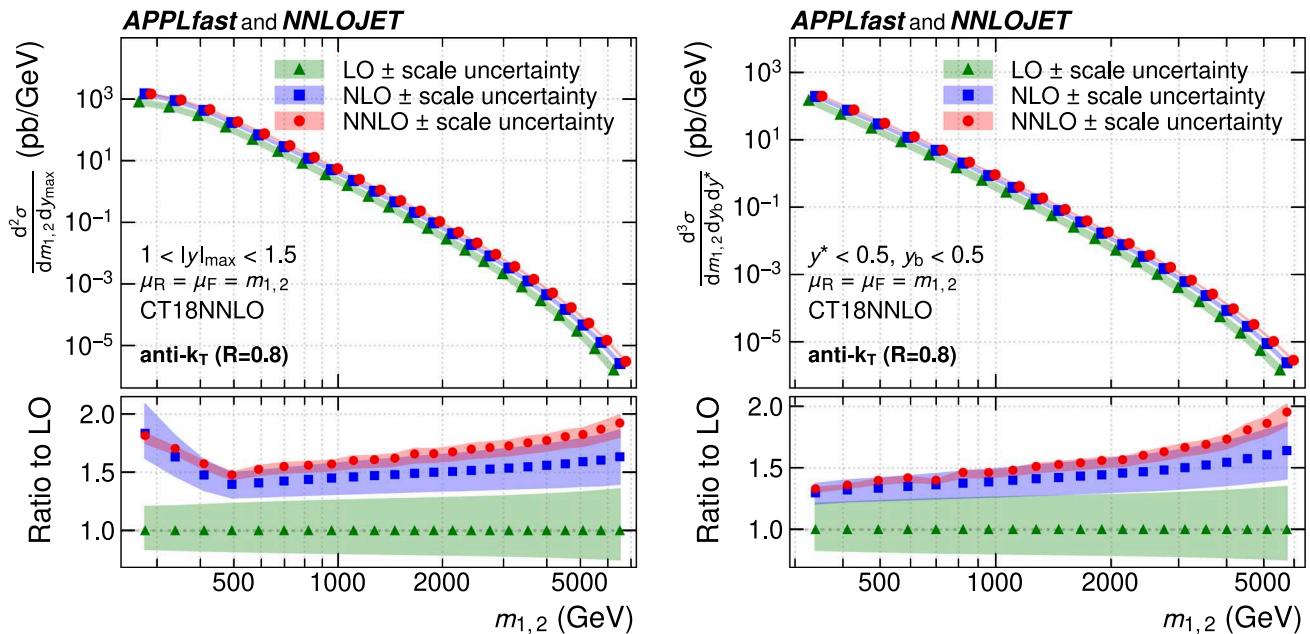 APPLfast and NNLOJET
d²σ/dm₁,₂ dy_max (pb/GeV)
10³
10¹
10⁻¹
10⁻³
10⁻⁵
LO ± scale uncertainty
NLO ± scale uncertainty
NNLO ± scale uncertainty
1 < |y|max < 1.5
μR = μF = m₁,₂
CT18NNLO
anti-kT (R=0.8)
Ratio to LO
2.0
1.5
1.0
500 1000 2000 5000
m₁,₂ (GeV)
APPLfast and NNLOJET
d³σ/dm₁,₂ dy_b dy* (pb/GeV)
10³
10¹
10⁻¹
10⁻³
10⁻⁵
LO ± scale uncertainty
NLO ± scale uncertainty
NNLO ± scale uncertainty
y* < 0.5, yb < 0.5
μR = μF = m₁,₂
CT18NNLO
anti-kT (R=0.8)
Ratio to LO
2.0
1.5
1.0
500 1000 2000 5000
m₁,₂ (GeV)